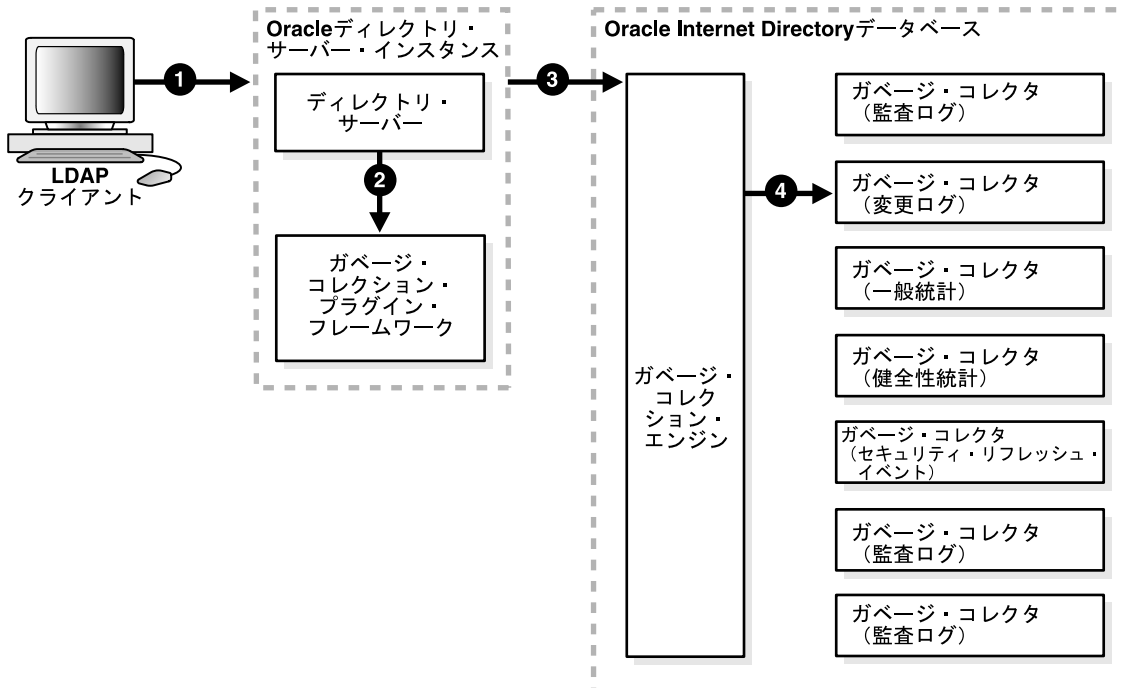 LDAP
クライアント
1
Oracleディレクトリ・
サーバー・インスタンス
ディレクトリ・
サーバー
2
ガベージ・
コレクション・
プラグイン・
フレームワーク
3
Oracle Internet Directoryデータベース
ガベージ・
コレク
ション・
エンジン
4
ガベージ・コレクタ
（監査ログ）
ガベージ・コレクタ
（変更ログ）
ガベージ・コレクタ
（一般統計）
ガベージ・コレクタ
（健全性統計）
ガベージ・コレクタ
（セキュリティ・リフレッシュ・
イベント）
ガベージ・コレクタ
（監査ログ）
ガベージ・コレクタ
（監査ログ）